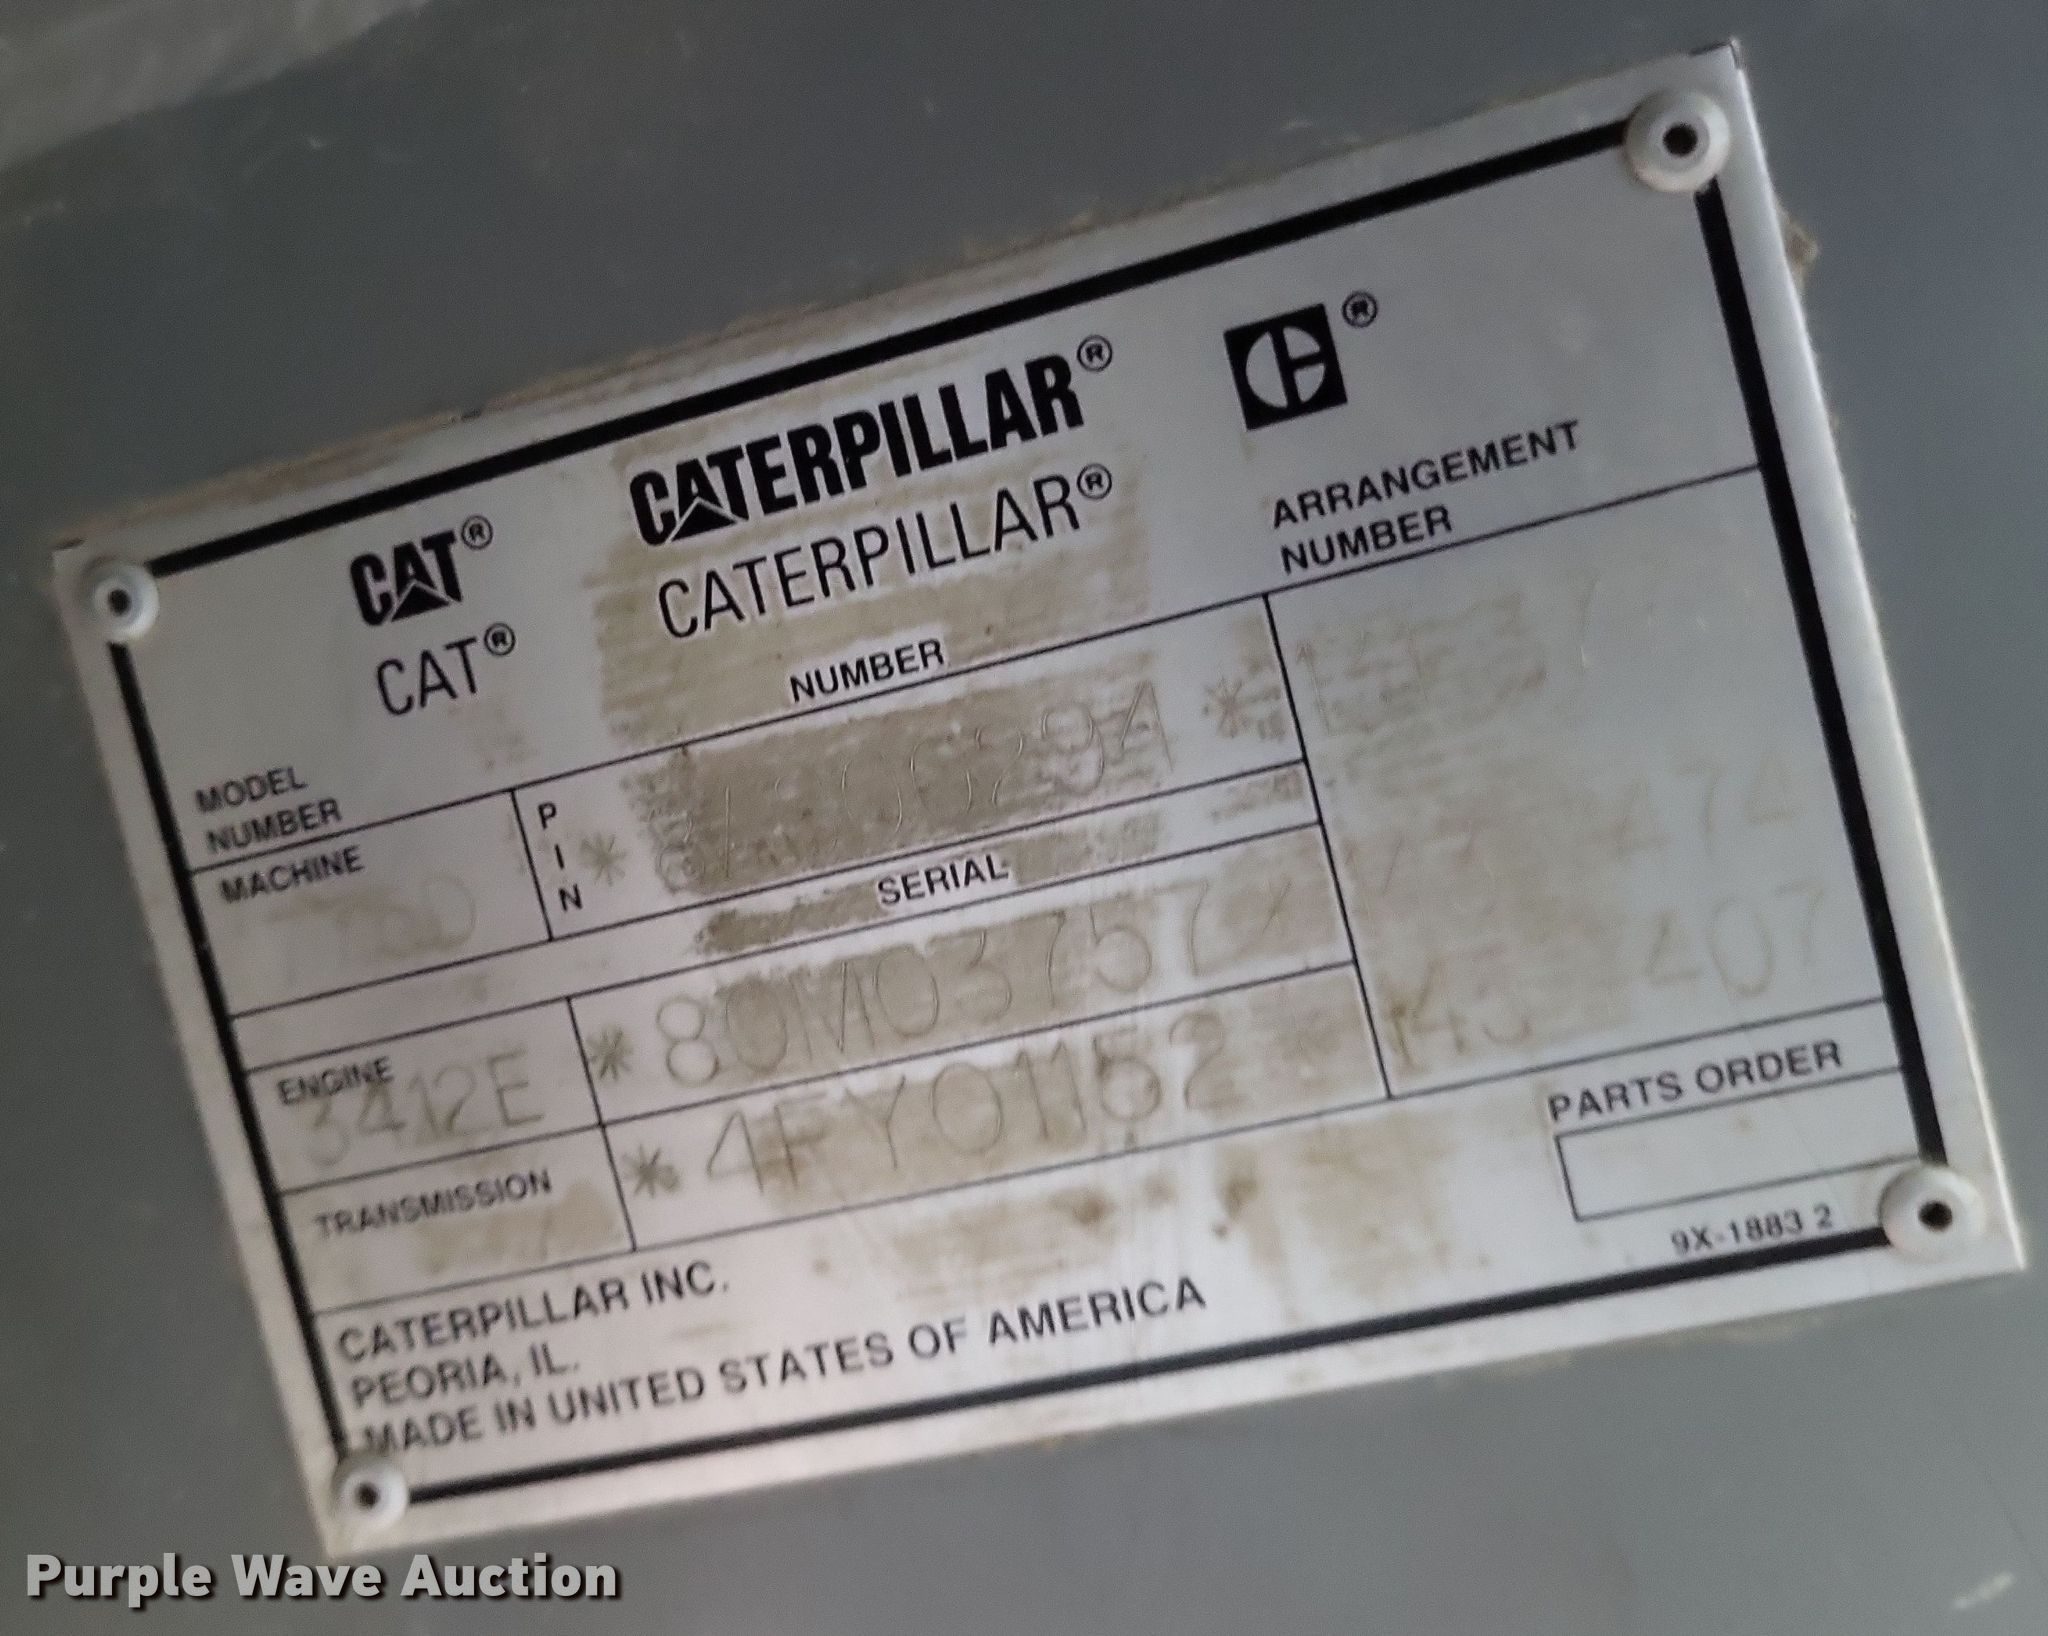 CAT® CATERPILLAR®
CAT® CATERPILLAR®
MODEL NUMBER
NUMBER
ARRANGEMENT NUMBER
MACHINE
PIN
SERIAL
ENGINE
3412E
*80M03757*
TRANSMISSION
*4FY01152
PARTS ORDER
9X-1883 2
CATERPILLAR INC.
PEORIA, IL.
MADE IN UNITED STATES OF AMERICA
Purple Wave Auction